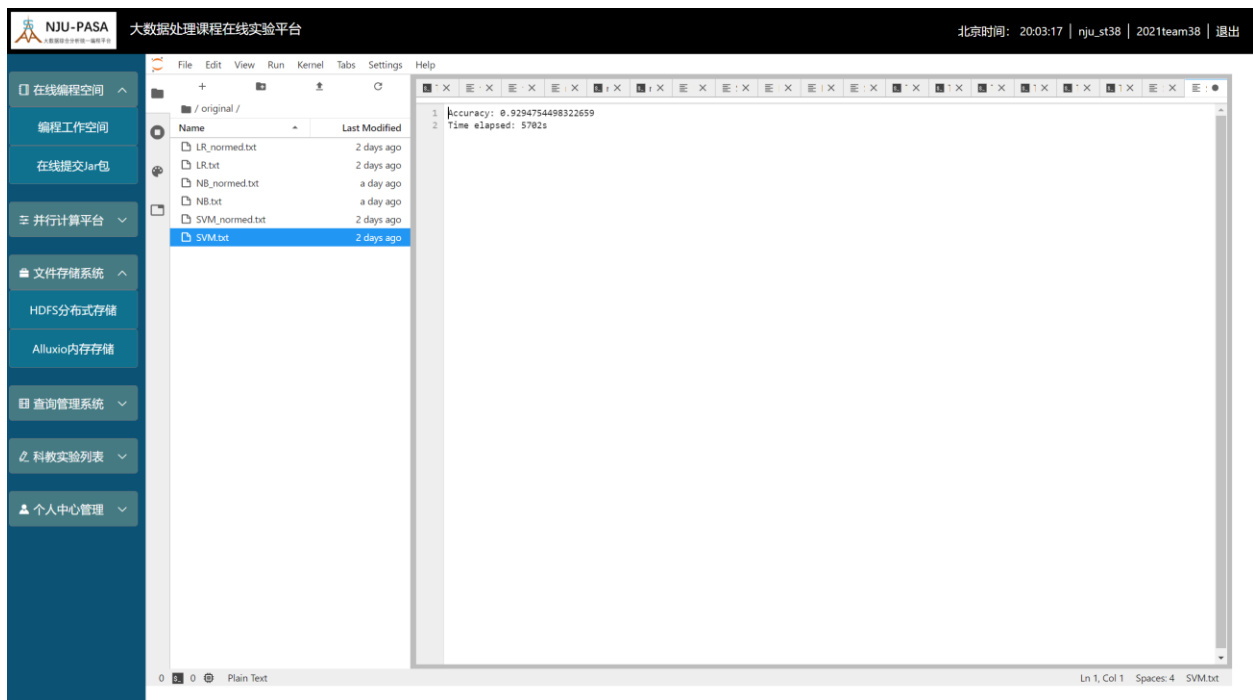 NJU-PASA
大数据处理课程在线实验平台
北京时间： 20:03:17 | nju_st38 | 2021team38 | 退出
File Edit View Run Kernel Tabs Settings Help
在线编程空间
编程工作空间
在线提交Jar包
并行计算平台
文件存储系统
HDFS分布式存储
Alluxio内存存储
查询管理系统
科教实验列表
个人中心管理
/ original /
Name Last Modified
LR_normed.txt 2 days ago
LR.txt 2 days ago
NB_normed.txt a day ago
NB.txt a day ago
SVM_normed.txt 2 days ago
SVM.txt 2 days ago
1 Accuracy: 0.9294754498322659
2 Time elapsed: 5702s
0 0 Plain Text
Ln 1, Col 1 Spaces: 4 SVM.txt